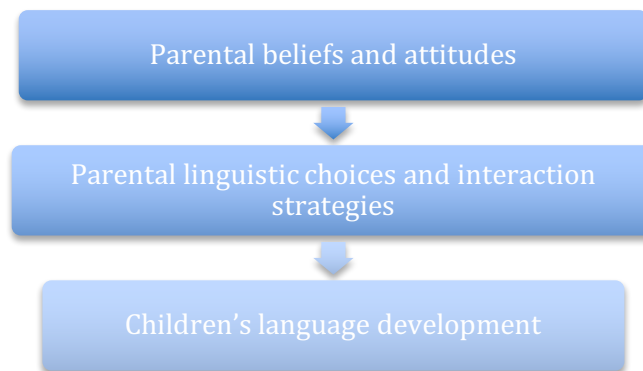 Parental beliefs and attitudes
Parental linguistic choices and interaction
strategies
Children’s language development